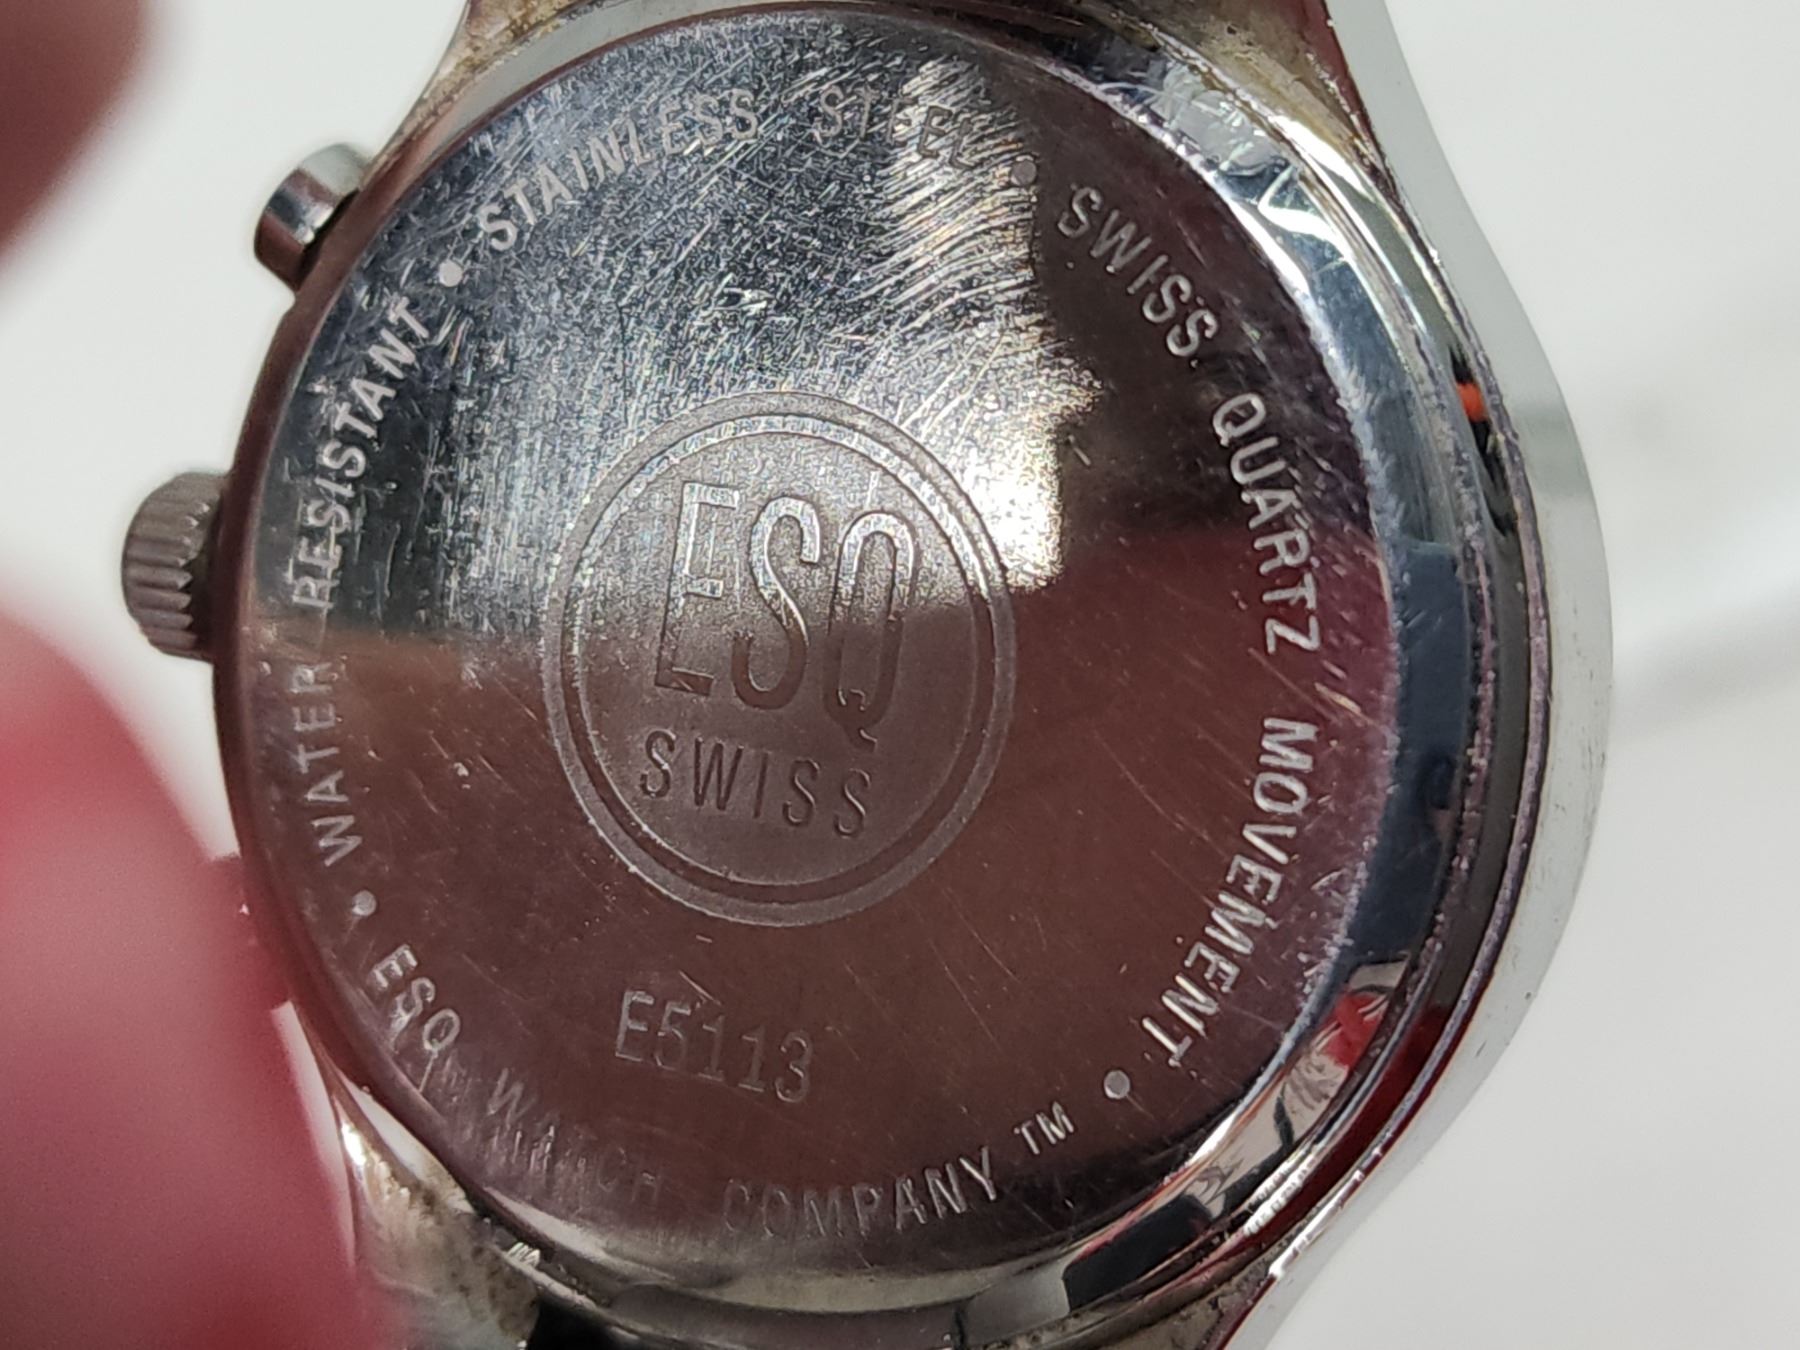 ESQ
SWISS
E5113
WATER RESISTANT • STAINLESS STEEL • SWISS QUARTZ MOVEMENT •
ESQ WATCH COMPANY ™ •